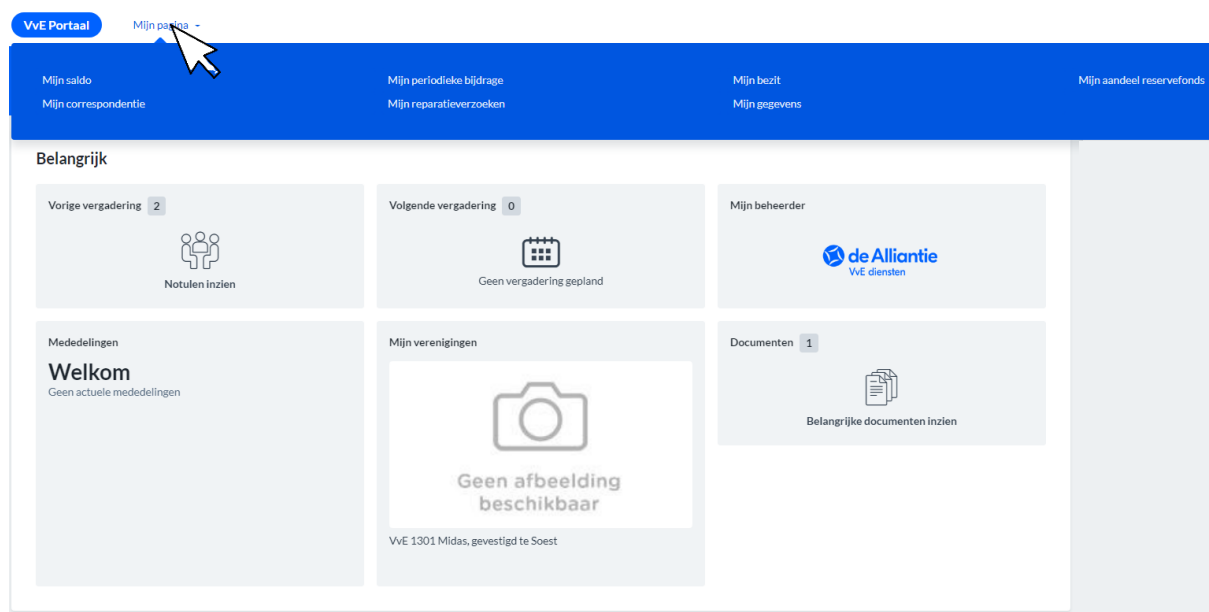 VvE Portaal
Mijn pagina
Mijn saldo
Mijn periodieke bijdrage
Mijn bezit
Mijn aandeel reservefonds
Mijn correspondentie
Mijn reparatieverzoeken
Mijn gegevens
Belangrijk
Vorige vergadering 2
Notulen inzien
Volgende vergadering 0
Geen vergadering gepland
Mijn beheerder
de Alliantie
VvE diensten
Mededelingen
Welkom
Geen actuele mededelingen
Mijn verenigingen
Geen afbeelding
beschikbaar
VvE 1301 Midas, gevestigd te Soest
Documenten 1
Belangrijke documenten inzien